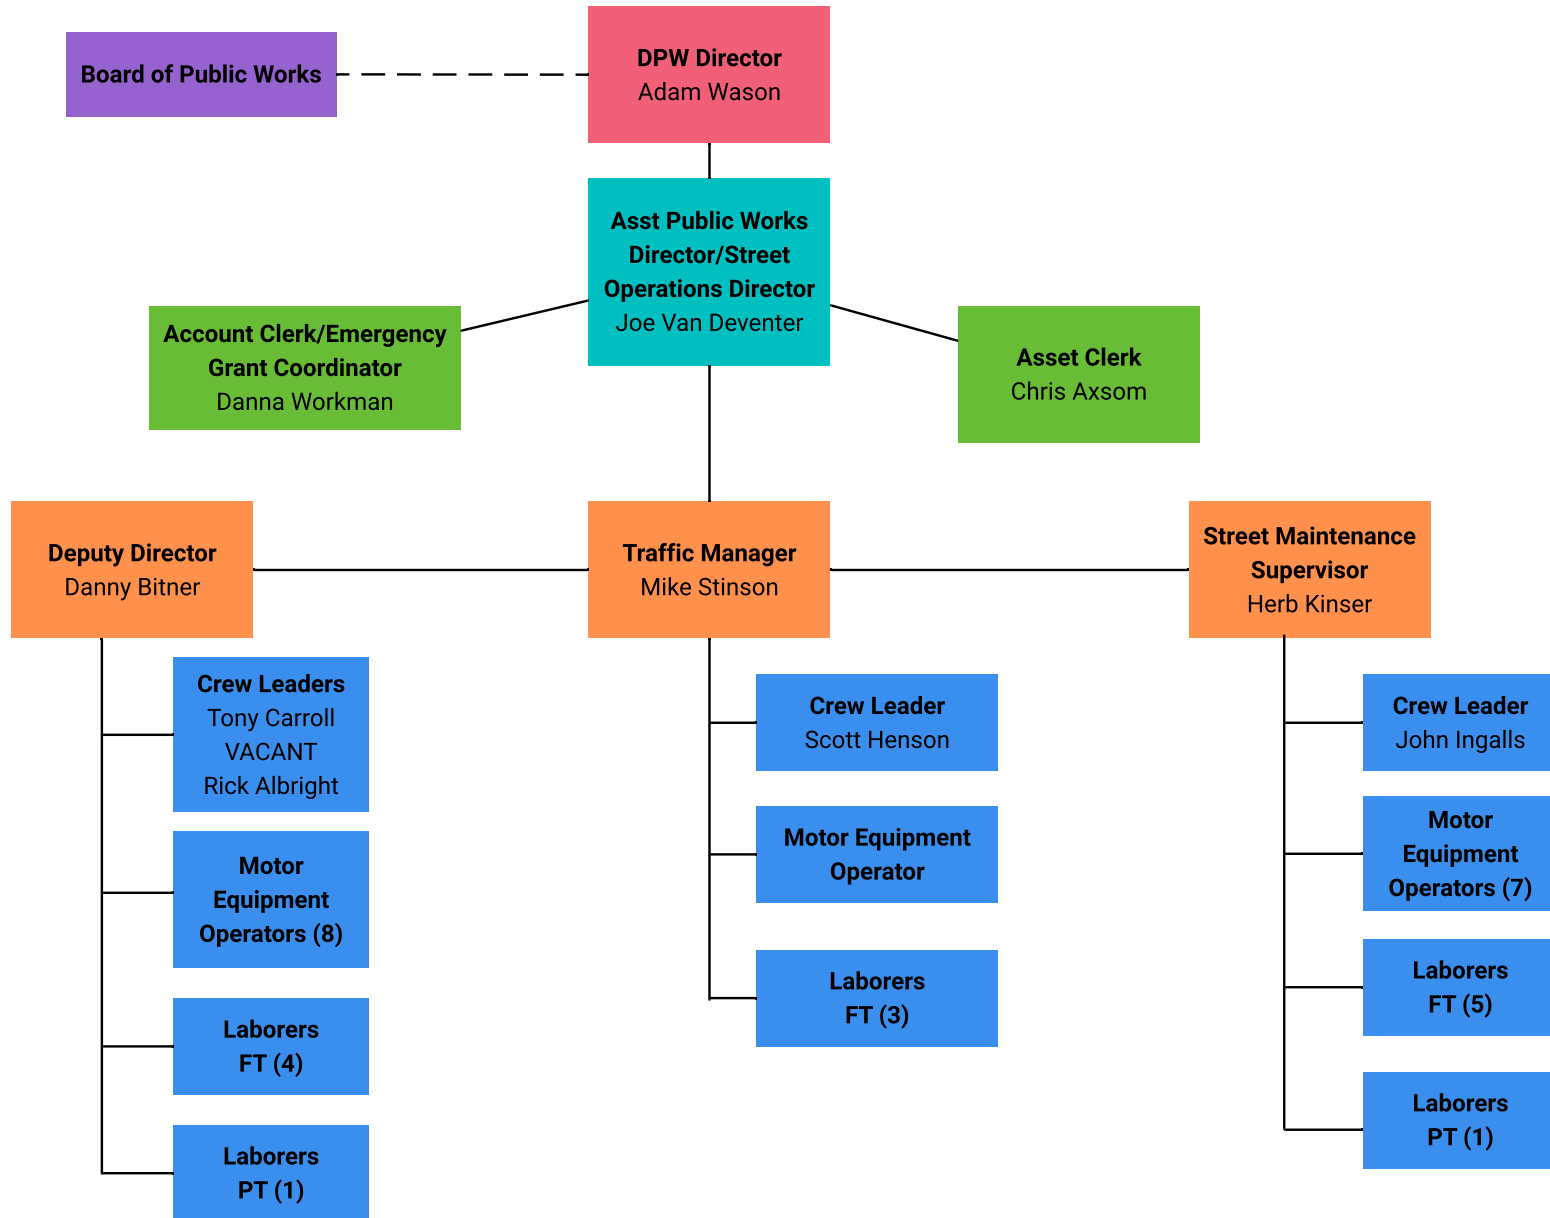 Board of Public Works
DPW Director
Adam Wason
Asst Public Works
Director/Street
Operations Director
Joe Van Deventer
Account Clerk/Emergency
Grant Coordinator
Danna Workman
Asset Clerk
Chris Axsom
Deputy Director
Danny Bitner
Traffic Manager
Mike Stinson
Street Maintenance
Supervisor
Herb Kinser
Crew Leaders
Tony Carroll
VACANT
Rick Albright
Motor
Equipment
Operators (8)
Laborers
FT (4)
Laborers
PT (1)
Crew Leader
Scott Henson
Motor Equipment
Operator
Laborers
FT (3)
Crew Leader
John Ingalls
Motor
Equipment
Operators (7)
Laborers
FT (5)
Laborers
PT (1)